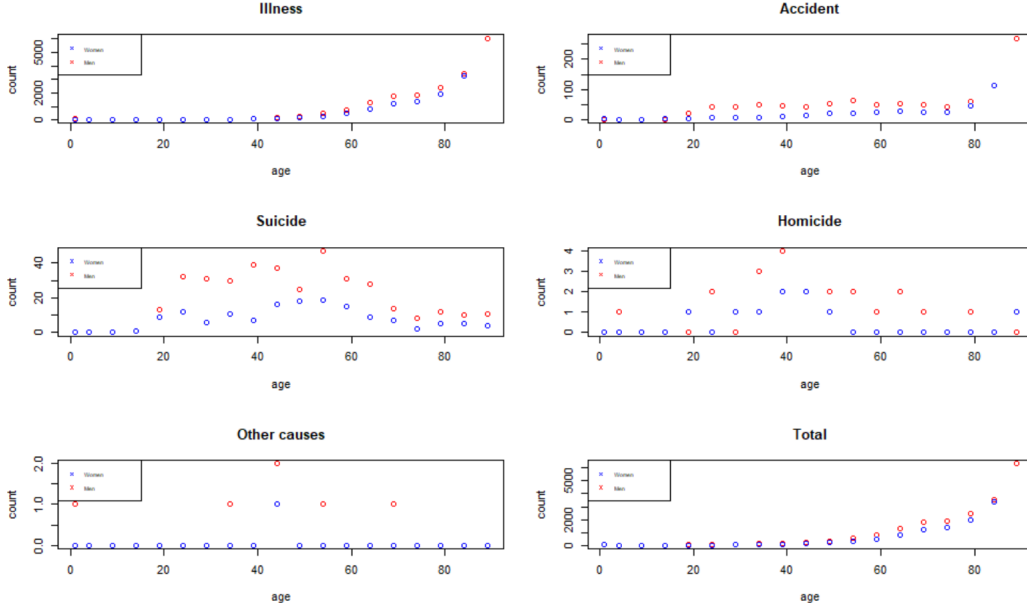 Illness
Accident
Women
Men
Women
Men
count
0
2000
5000
count
0
100
200
0 20 40 60 80
0 20 40 60 80
age
age
Suicide
Homicide
Women
Men
Women
Men
count
0
20
40
count
0
1
2
3
4
0 20 40 60 80
0 20 40 60 80
age
age
Other causes
Total
Women
Men
Women
Men
count
0.0
1.0
2.0
count
0
2000
5000
0 20 40 60 80
0 20 40 60 80
age
age